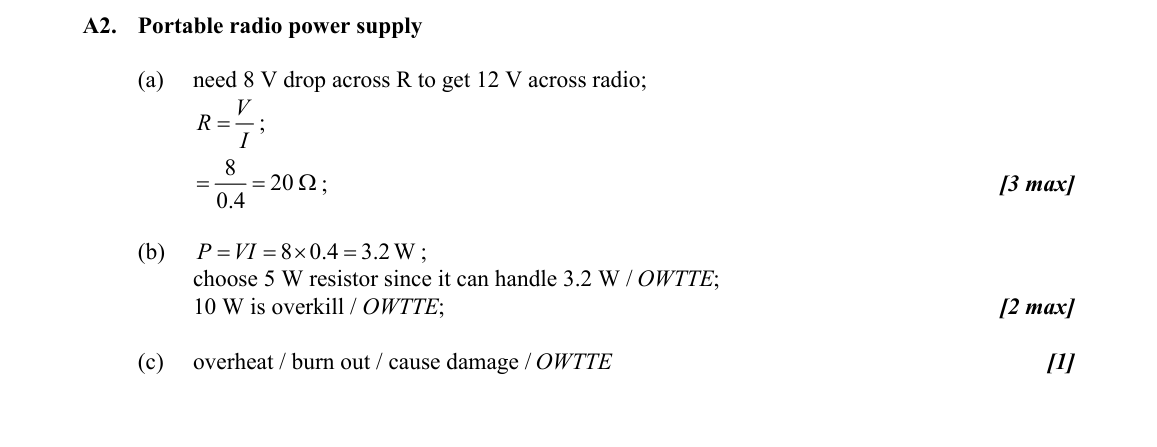 A2. Portable radio power supply
(a) need 8 V drop across R to get 12 V across radio;
R = V/I ;
= 8/0.4 = 20 Ω ; [3 max]
(b) P = VI = 8×0.4 = 3.2 W ;
choose 5 W resistor since it can handle 3.2 W / OWTTE;
10 W is overkill / OWTTE; [2 max]
(c) overheat / burn out / cause damage / OWTTE [1]